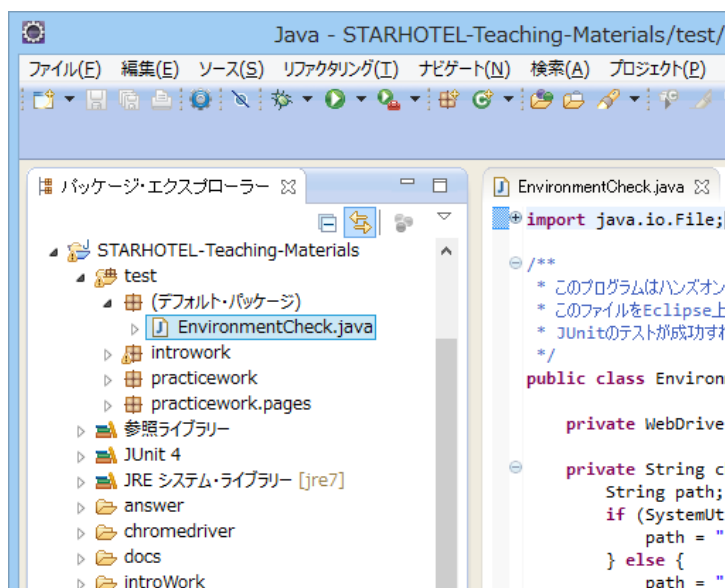 Java - STARHOTEL-Teaching-Materials/test/
ファイル(F) 編集(E) ソース(S) リファクタリング(T) ナビゲート(N) 検索(A) プロジェクト(P)
パッケージ・エクスプローラー
STARHOTEL-Teaching-Materials
test
(デフォルト・パッケージ)
EnvironmentCheck.java
introwork
practicework
practicework.pages
参照ライブラリー
JUnit 4
JRE システム・ライブラリー [jre7]
answer
chromedriver
docs
introWork
EnvironmentCheck.java
import java.io.File;
/**
* このプログラムはハンズオン
* このファイルをEclipse上
* JUnitのテストが成功すれ
*/
public class Environ
private WebDrive
private String c
String path;
if (SystemUt
path = "
} else {
path = "